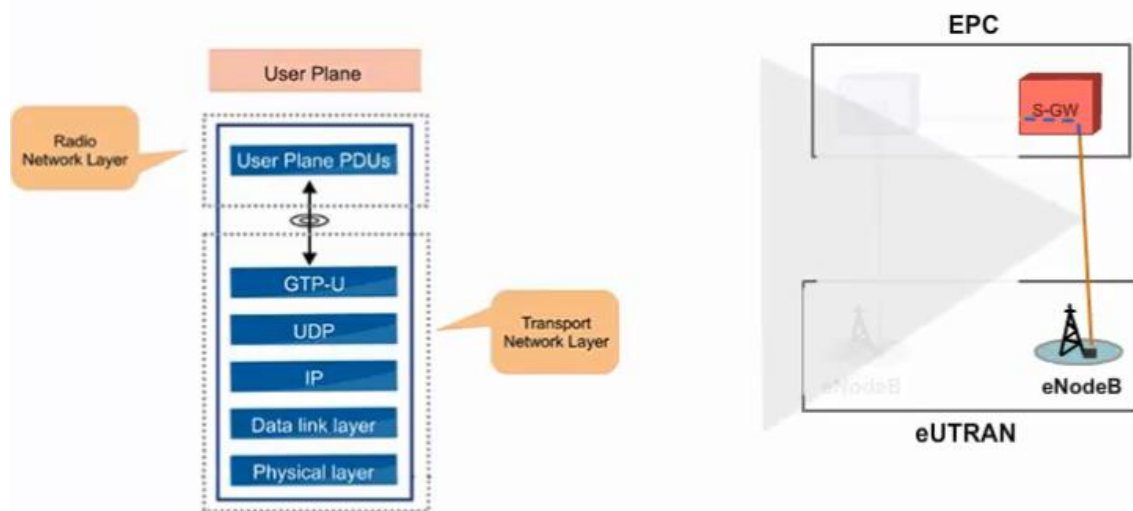 EPC
User Plane
Radio
Network Layer
User Plane PDUs
S-GW
GTP-U
UDP
Transport
Network Layer
IP
Data link layer
Physical layer
eNodeB
eNodeB
eUTRAN